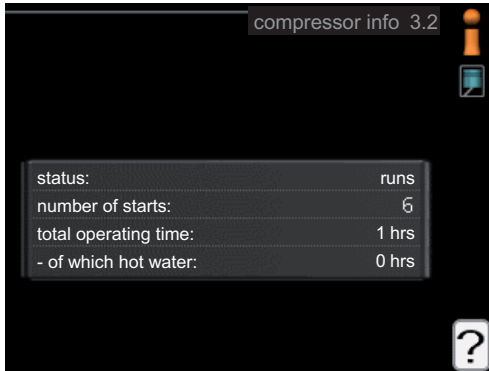 compressor info 3.2
status: runs
number of starts: 6
total operating time: 1 hrs
- of which hot water: 0 hrs
?